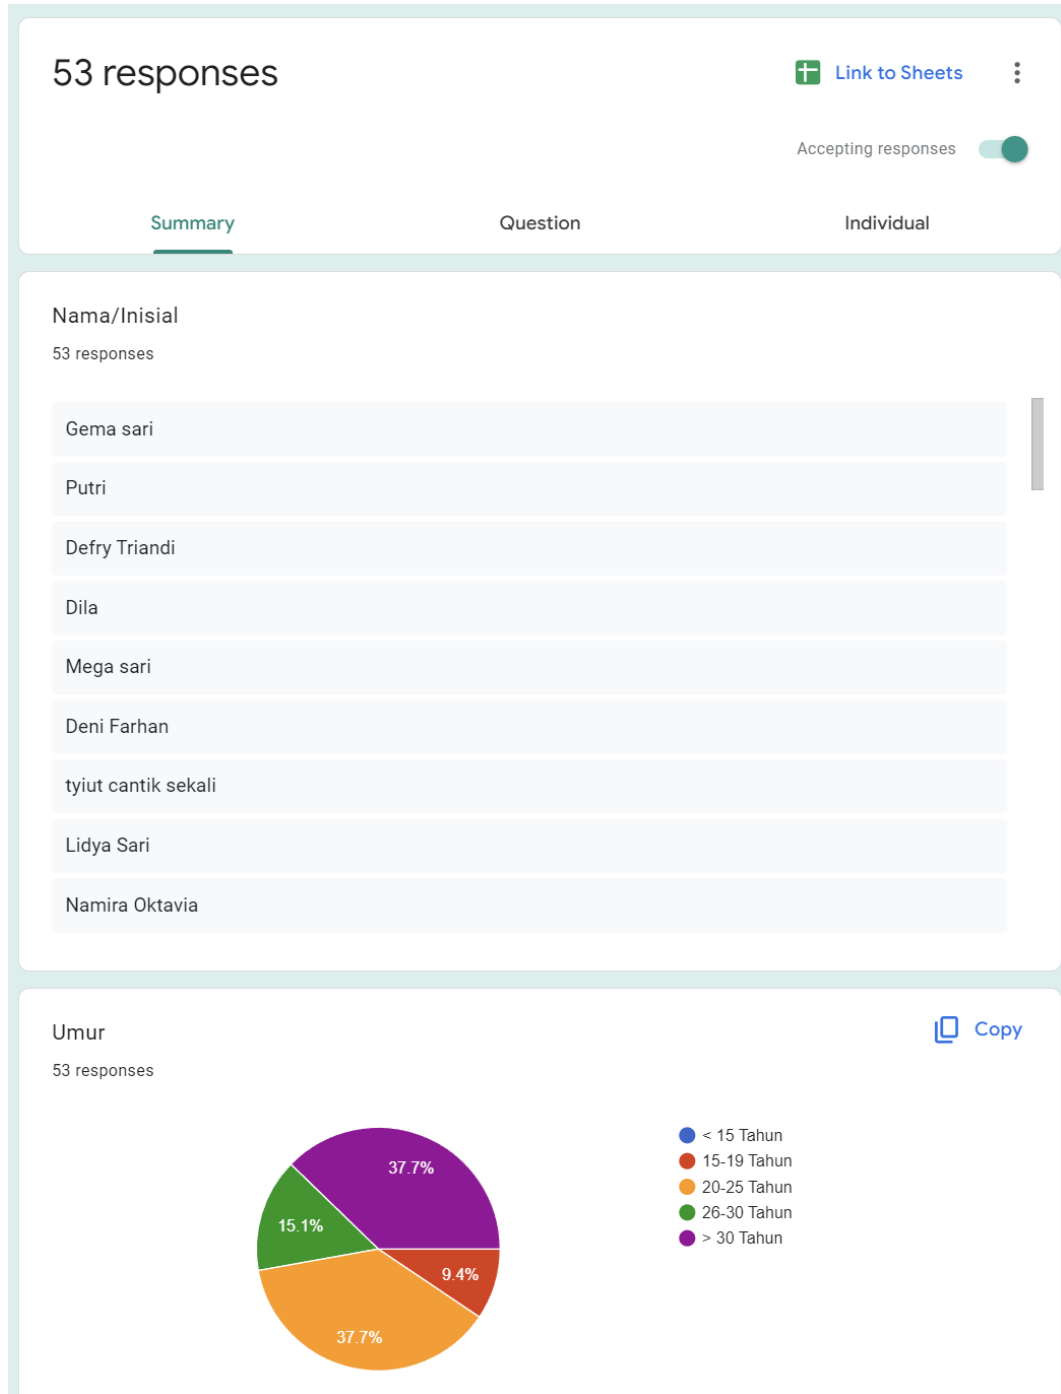 53 responses
Link to Sheets
Accepting responses
Summary
Question
Individual
Nama/Inisial
53 responses
Gema sari
Putri
Defry Triandi
Dila
Mega sari
Deni Farhan
tyiut cantik sekali
Lidya Sari
Namira Oktavia
Umur
Copy
53 responses
37.7%
15.1%
9.4%
37.7%
< 15 Tahun
15-19 Tahun
20-25 Tahun
26-30 Tahun
> 30 Tahun